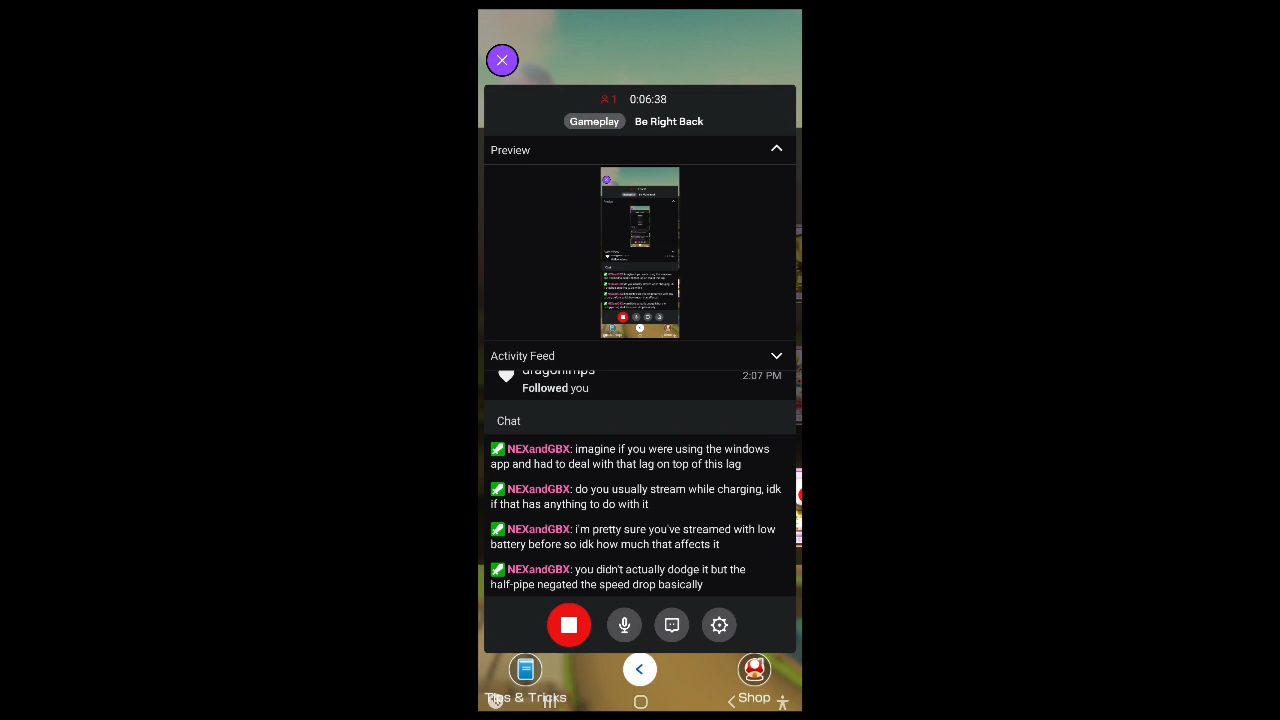 1 0:06:38
Gameplay Be Right Back
Preview
Activity Feed
dragonimps
2:07 PM
Followed you
Chat
NEXandGBX: imagine if you were using the windows
app and had to deal with that lag on top of this lag
NEXandGBX: do you usually stream while charging, idk
if that has anything to do with it
NEXandGBX: i'm pretty sure you've streamed with low
battery before so idk how much that affects it
NEXandGBX: you didn't actually dodge it but the
half-pipe negated the speed drop basically
Tips & Tricks Shop